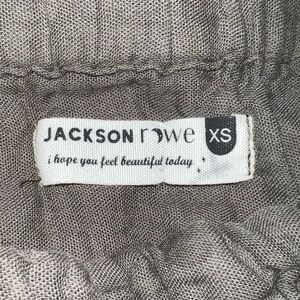 JACKSON rowe XS
i hope you feel beautiful today